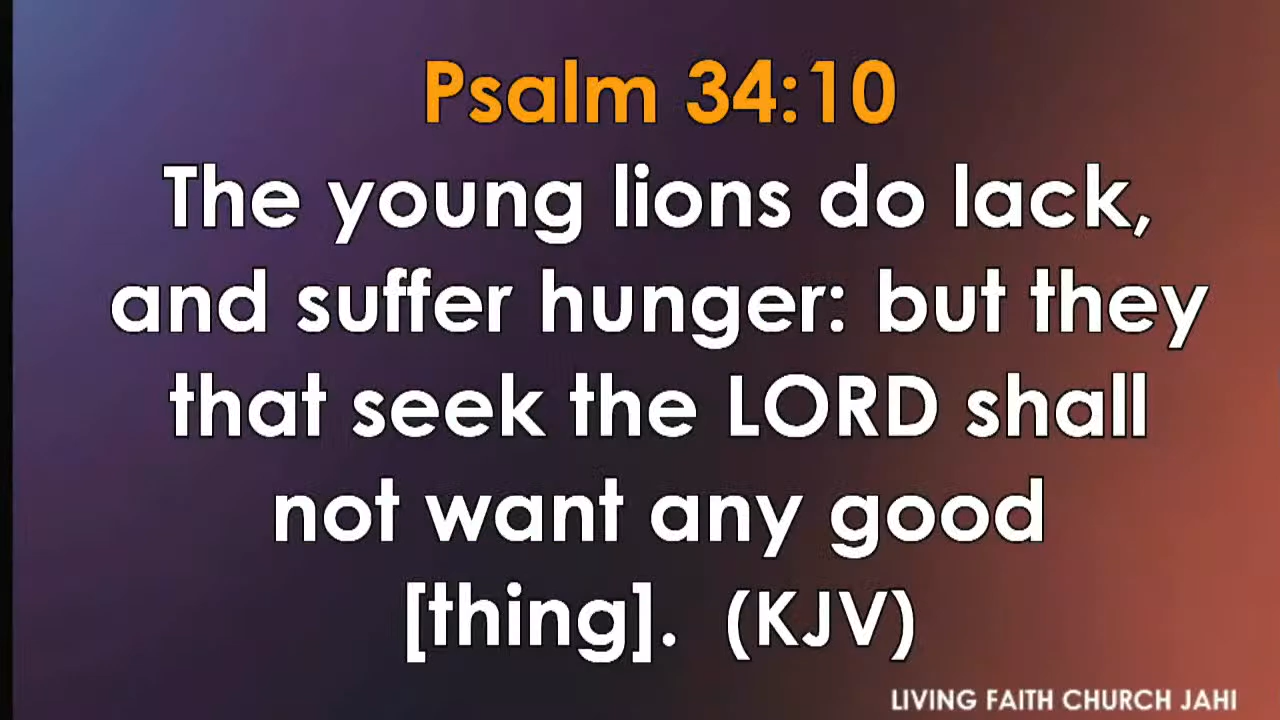 Psalm 34:10
The young lions do lack,
and suffer hunger: but they
that seek the LORD shall
not want any good
[thing]. (KJV)
LIVING FAITH CHURCH JAHI